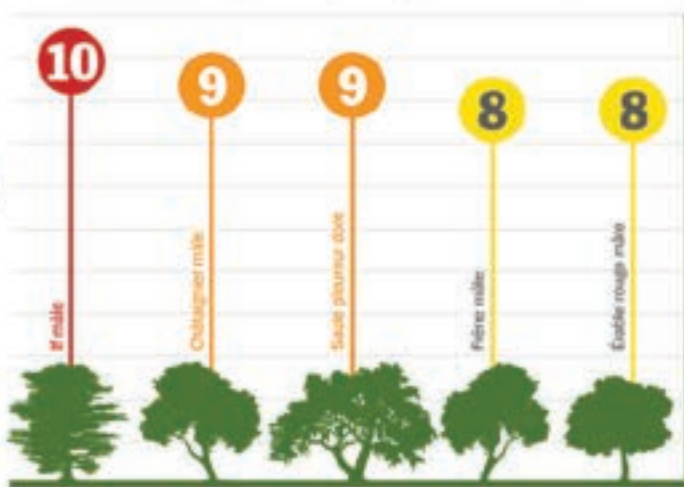 10
9
9
8
8
If mâle
Châtaignier mâle
Saule pleureur doré
Frêne mâle
Érable rouge mâle